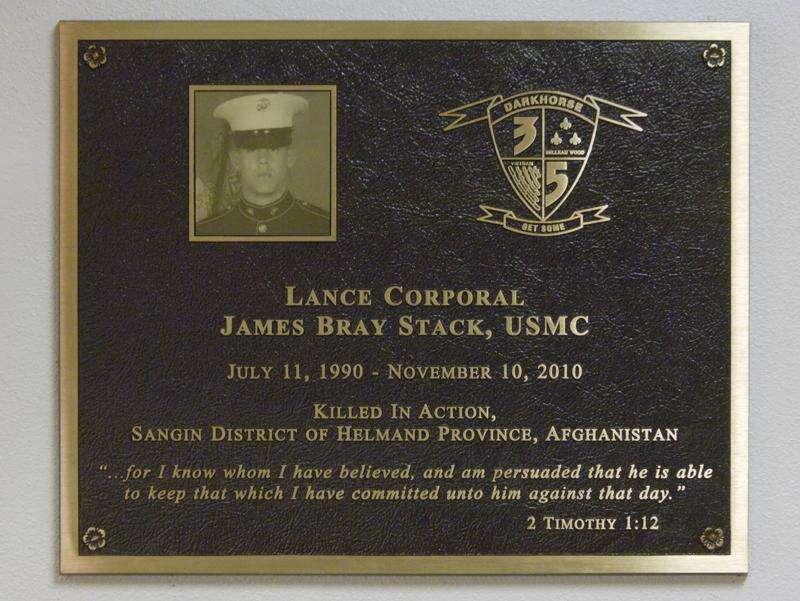 DARKHORSE
3
BELLEAU WOOD
VIETNAM
5
GET SOME
LANCE CORPORAL
JAMES BRAY STACK, USMC
JULY 11, 1990 - NOVEMBER 10, 2010
KILLED IN ACTION,
SANGIN DISTRICT OF HELMAND PROVINCE, AFGHANISTAN
“...for I know whom I have believed, and am persuaded that he is able
to keep that which I have committed unto him against that day.”
2 TIMOTHY 1:12